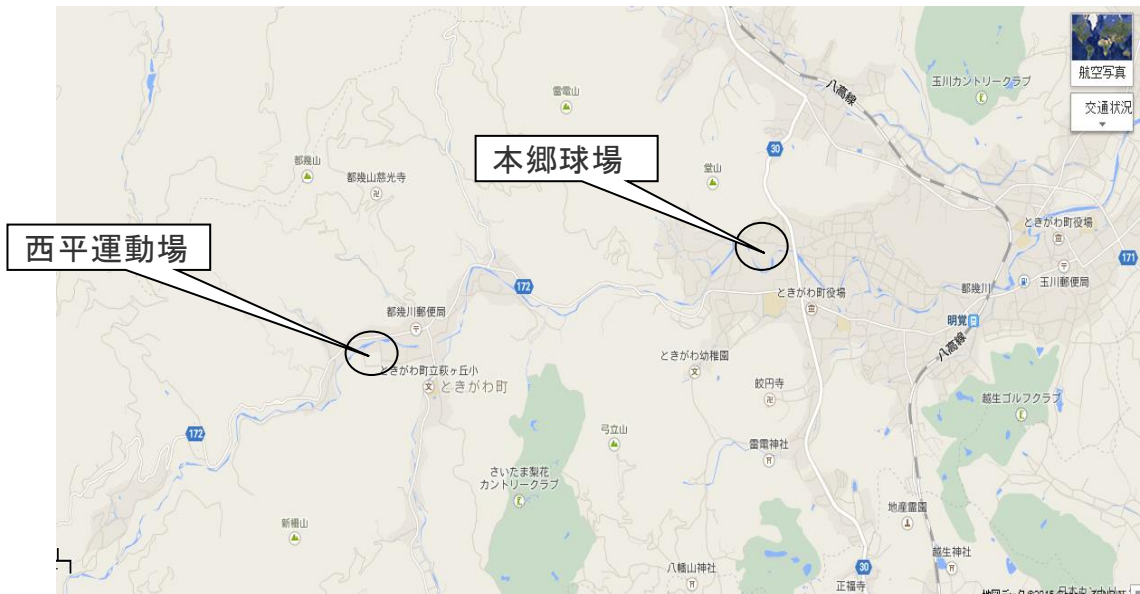 航空写真
交通状況
玉川カントリークラブ
八高線
雷電山
本郷球場
30
堂山
都幾山
都幾山慈光寺
ときがわ町役場
西平運動場
171
172
都幾川
玉川郵便局
ときがわ町役場
都幾川郵便局
明覚
八高線
ときがわ幼稚園
ときがわ町立萩ヶ丘小
ときがわ町
皎円寺
越生ゴルフクラブ
172
弓立山
雷電神社
さいたま梨花
カントリークラブ
地産霊園
新柵山
越生神社
八幡山神社
30
正福寺